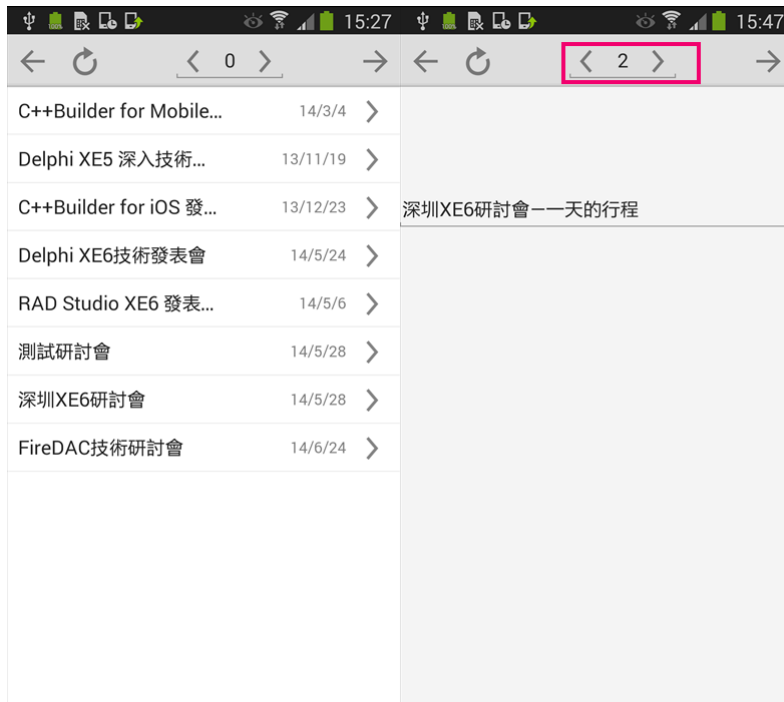 15:27
0
C++Builder for Mobile...
14/3/4
Delphi XE5 深入技術...
13/11/19
C++Builder for iOS 發...
13/12/23
Delphi XE6技術發表會
14/5/24
RAD Studio XE6 發表...
14/5/6
測試研討會
14/5/28
深圳XE6研討會
14/5/28
FireDAC技術研討會
14/6/24
15:47
2
深圳XE6研討會–一天的行程